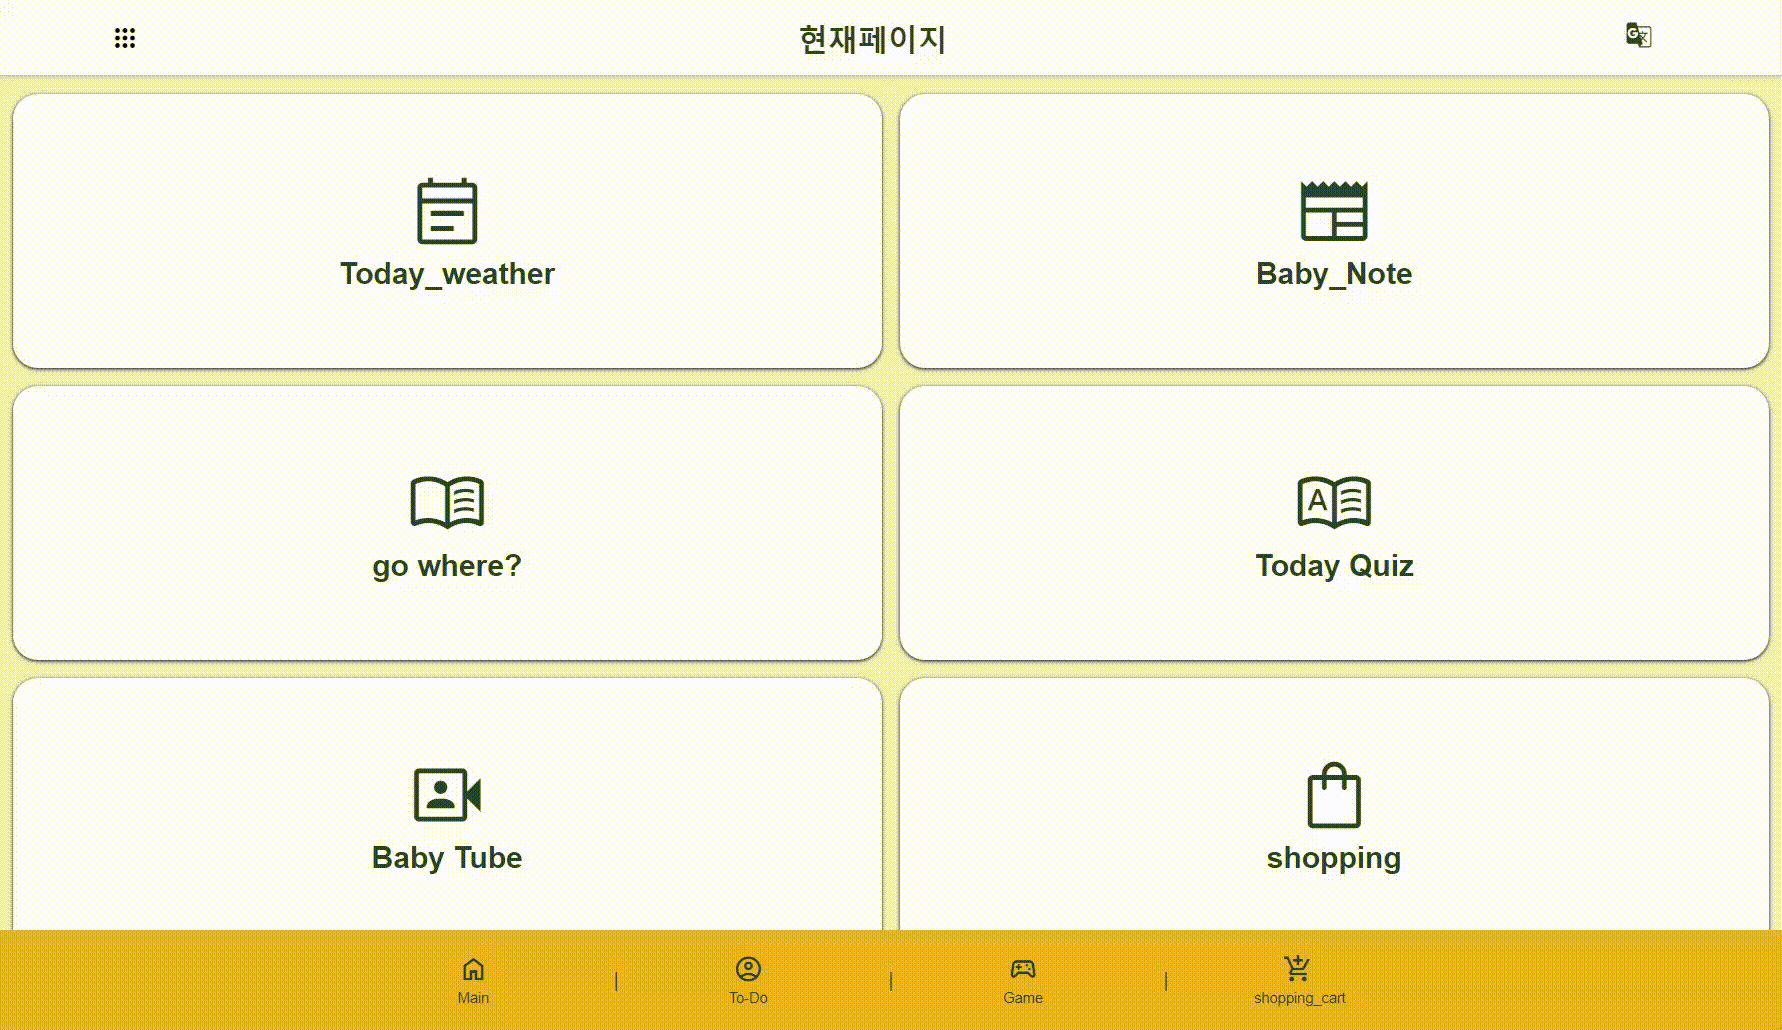 현재페이지
Today_weather
Baby_Note
go where?
Today Quiz
Baby Tube
shopping
Main
|
To-Do
|
Game
|
shopping_cart